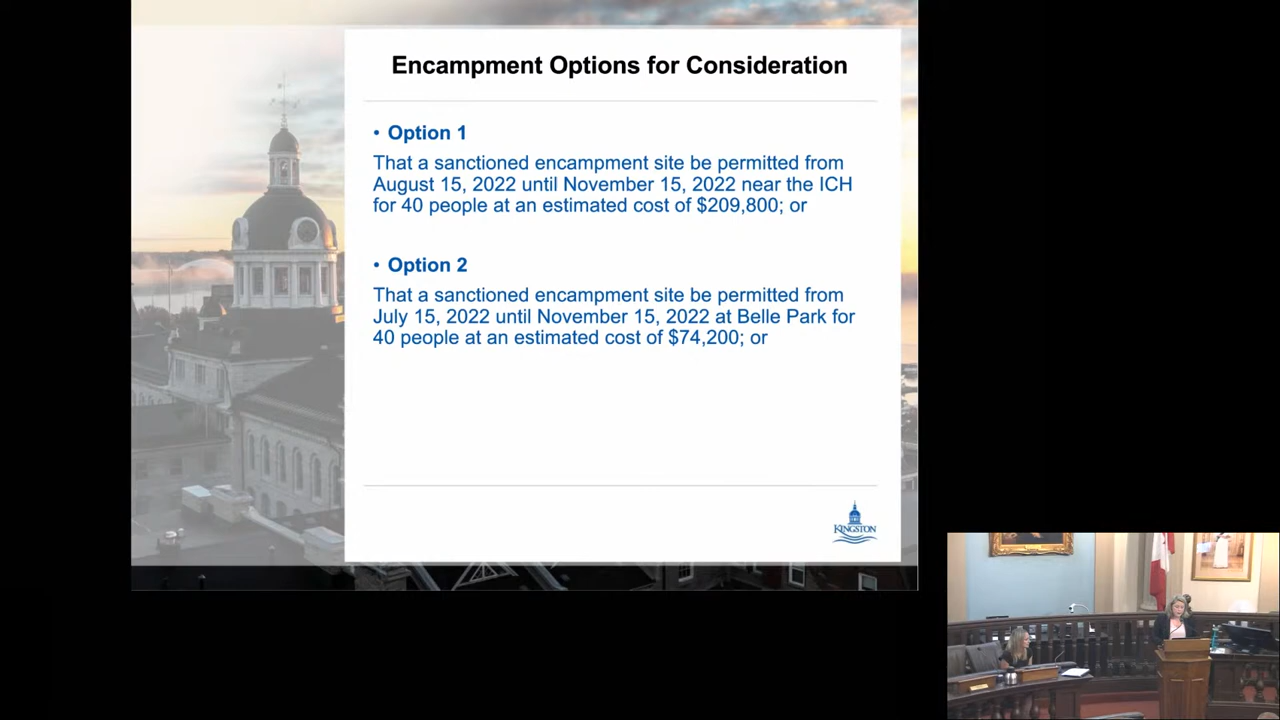 Encampment Options for Consideration
• Option 1
That a sanctioned encampment site be permitted from
August 15, 2022 until November 15, 2022 near the ICH
for 40 people at an estimated cost of $209,800; or
• Option 2
That a sanctioned encampment site be permitted from
July 15, 2022 until November 15, 2022 at Belle Park for
40 people at an estimated cost of $74,200; or
KINGSTON